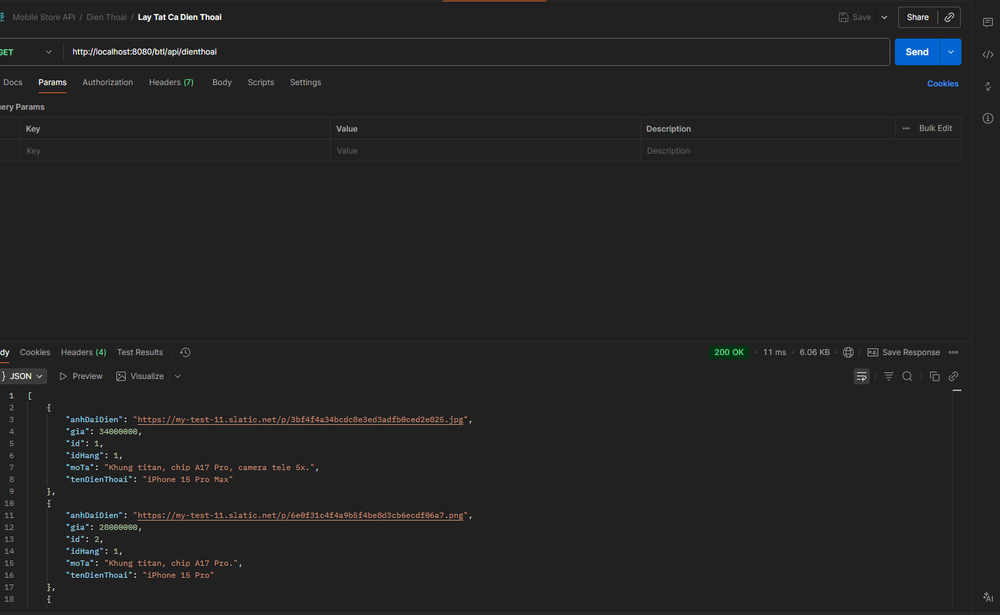 Mobile Store API / Dien Thoai / Lay Tat Ca Dien Thoai Save Share
GET http://localhost:8080/btl/api/dienthoai Send
Docs Params Authorization Headers (7) Body Scripts Settings Cookies
uery Params
Key Value Description Bulk Edit
Key Value Description
dy Cookies Headers (4) Test Results 200 OK 11 ms 6.06 KB e.g. Save Response
} JSON Preview Visualize
1 [
2 {
3 "anhDaiDien": "https://my-test-11.slatic.net/p/3bf4f4a34bcdc8e3ed3adfb0ced2e825.jpg",
4 "gia": 34000000,
5 "id": 1,
6 "idHang": 1,
7 "moTa": "Khung titan, chip A17 Pro, camera tele 5x.",
8 "tenDienThoai": "iPhone 15 Pro Max"
9 },
10 {
11 "anhDaiDien": "https://my-test-11.slatic.net/p/6e0f31c4f4a9b5f4be8d3cb6ecdf06a7.png",
12 "gia": 28000000,
13 "id": 2,
14 "idHang": 1,
15 "moTa": "Khung titan, chip A17 Pro.",
16 "tenDienThoai": "iPhone 15 Pro"
17 },
18 {
AI